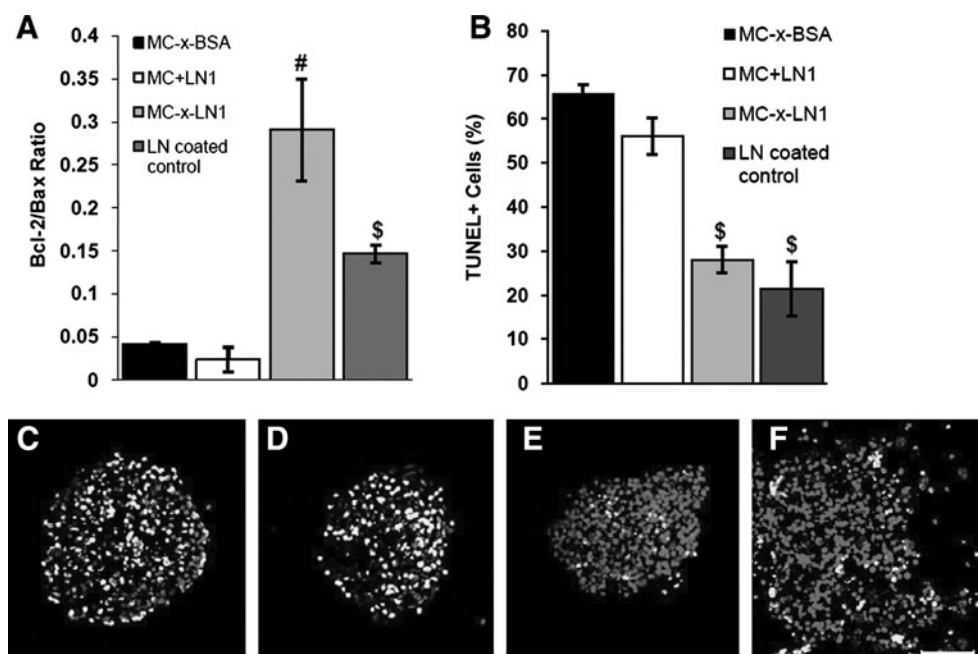 A
Bcl-2/Bax Ratio
0.4
0.35
0.3
0.25
0.2
0.15
0.1
0.05
0
MC-x-BSA
MC+LN1
MC-x-LN1
LN coated
control
#
$
B
TUNEL+ Cells (%)
80
70
60
50
40
30
20
10
0
MC-x-BSA
MC+LN1
MC-x-LN1
LN coated
control
$
$
C
D
E
F